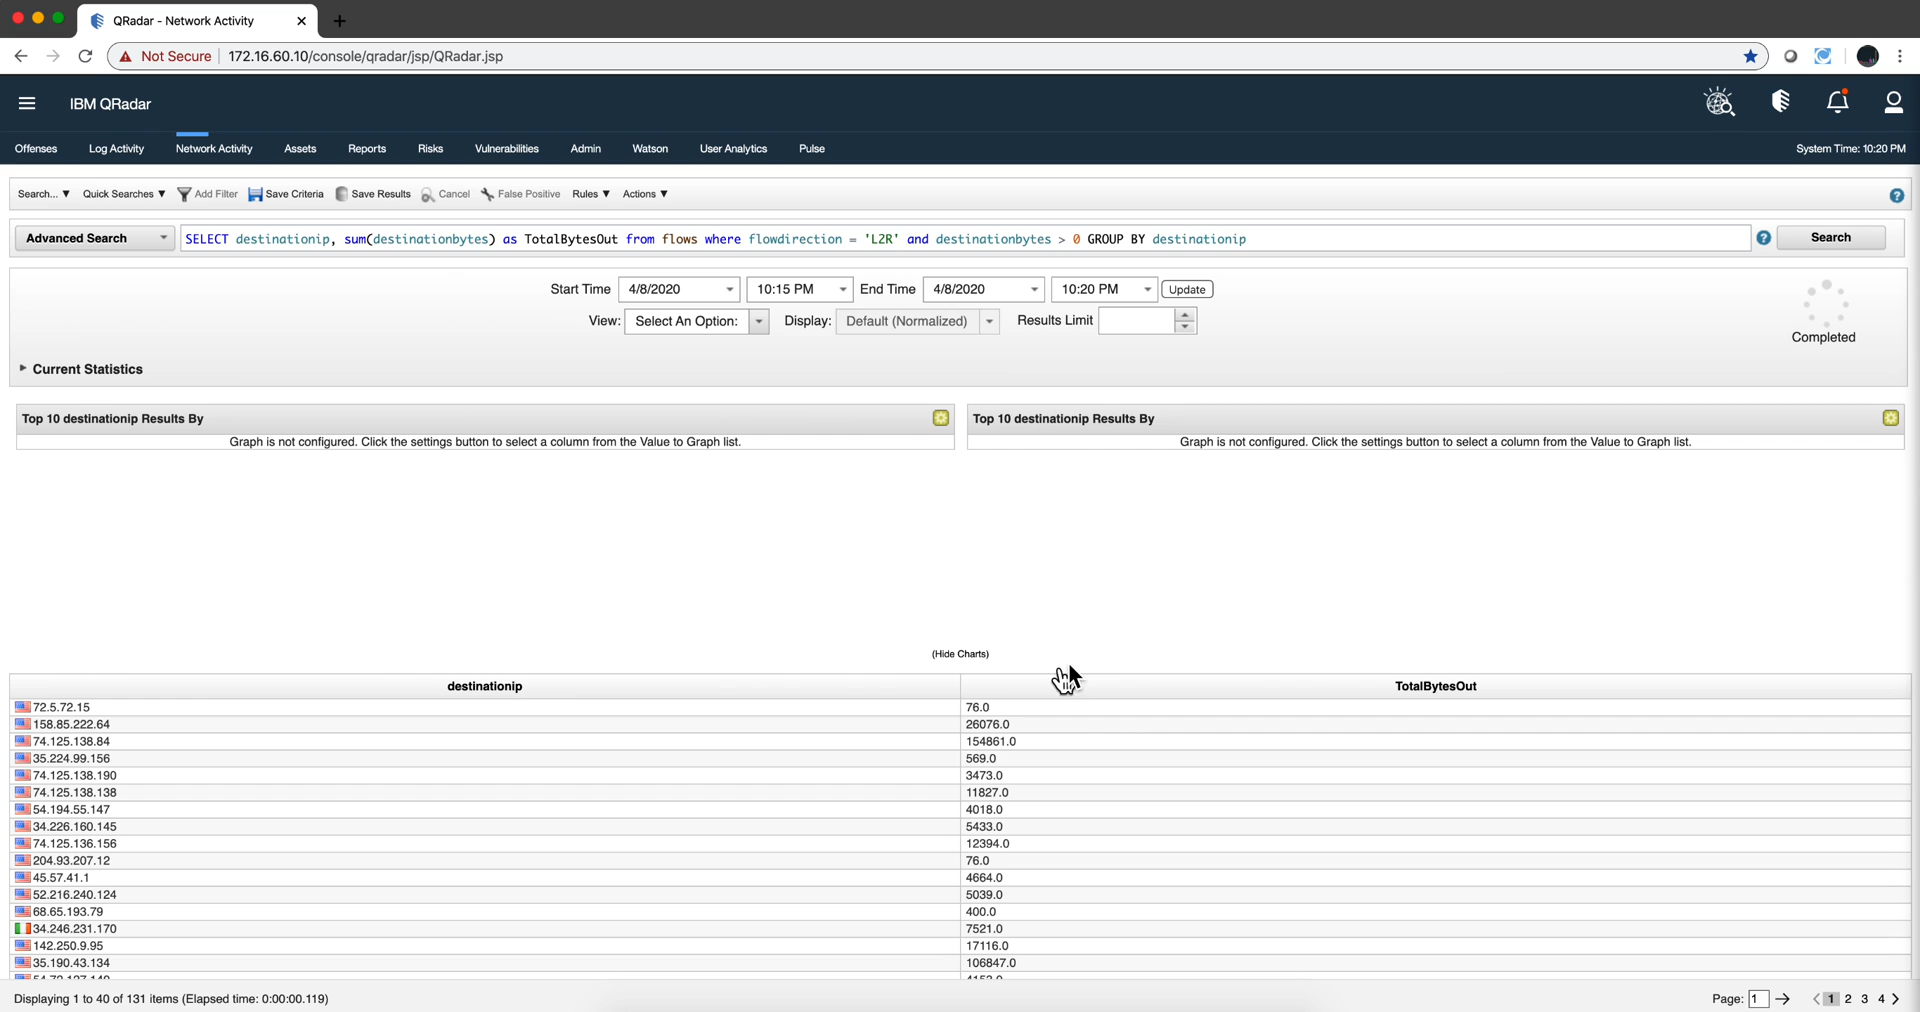 QRadar - Network Activity
Not Secure 172.16.60.10/console/qradar/jsp/QRadar.jsp
IBM QRadar
Offenses Log Activity Network Activity Assets Reports Risks Vulnerabilities Admin Watson User Analytics Pulse System Time: 10:20 PM
Search... Quick Searches Add Filter Save Criteria Save Results Cancel False Positive Rules Actions
Advanced Search SELECT destinationip, sum(destinationbytes) as TotalBytesOut from flows where flowdirection = 'L2R' and destinationbytes > 0 GROUP BY destinationip Search
Start Time 4/8/2020 10:15 PM End Time 4/8/2020 10:20 PM Update
View: Select An Option: Display: Default (Normalized) Results Limit
Completed
Current Statistics
Top 10 destinationip Results By Top 10 destinationip Results By
Graph is not configured. Click the settings button to select a column from the Value to Graph list. Graph is not configured. Click the settings button to select a column from the Value to Graph list.
(Hide Charts)
destinationip TotalBytesOut
72.5.72.15 76.0
158.85.222.64 26076.0
74.125.138.84 154861.0
35.224.99.156 569.0
74.125.138.190 3473.0
74.125.138.138 11827.0
54.194.55.147 4018.0
34.226.160.145 5433.0
74.125.136.156 12394.0
204.93.207.12 76.0
45.57.41.1 4664.0
52.216.240.124 5039.0
68.65.193.79 400.0
34.246.231.170 7521.0
142.250.9.95 17116.0
35.190.43.134 106847.0
Displaying 1 to 40 of 131 items (Elapsed time: 0:00:00.119) Page: 1 1 2 3 4